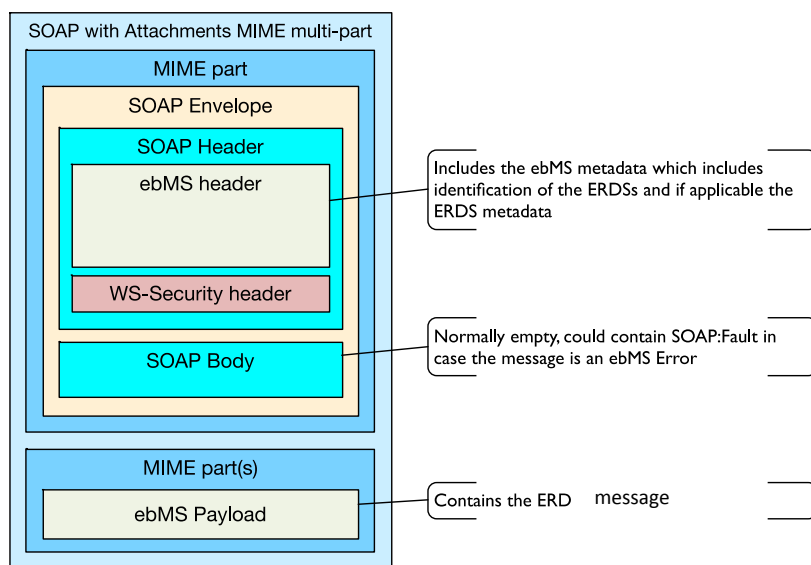 SOAP with Attachments MIME multi-part
MIME part
SOAP Envelope
SOAP Header
ebMS header
WS-Security header
SOAP Body
MIME part(s)
ebMS Payload
Includes the ebMS metadata which includes
identification of the ERDSs and if applicable the
ERDS metadata
Normally empty, could contain SOAP:Fault in
case the message is an ebMS Error
Contains the ERD message